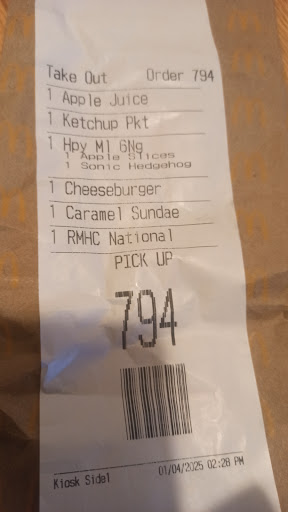 Take Out Order 794
1 Apple Juice
1 Ketchup Pkt
1 Hpy Ml 6Ng
1 Apple Slices
1 Sonic Hedgehog
1 Cheeseburger
1 Caramel Sundae
1 RMHC National
PICK UP
794
Kiosk Side1 01/04/2025 02:28 PM